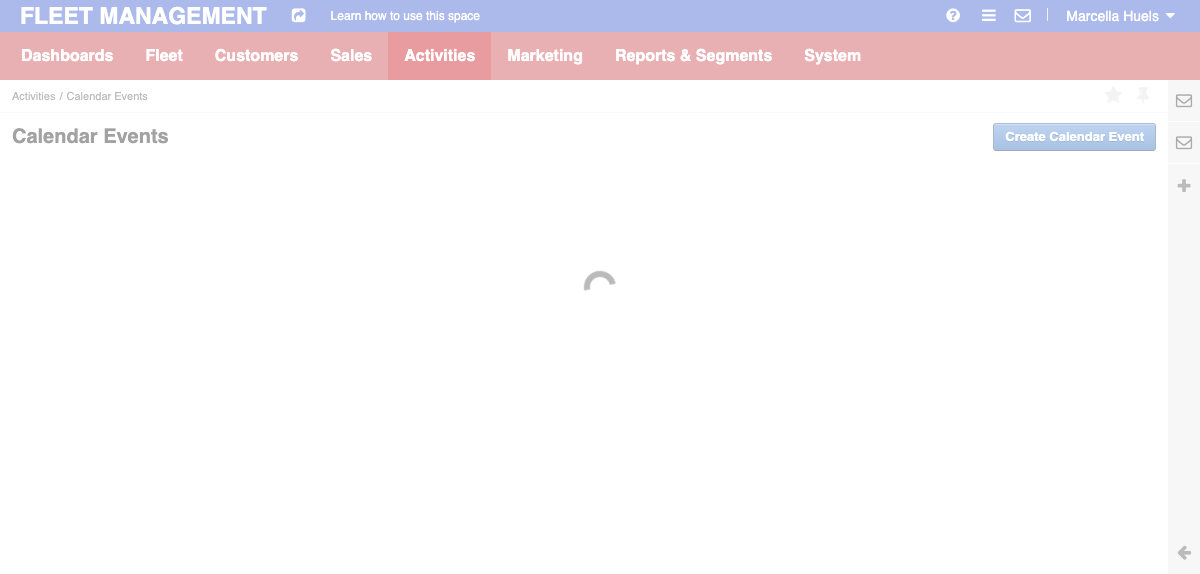 FLEET MANAGEMENT Learn how to use this space Marcella Huels
Dashboards Fleet Customers Sales Activities Marketing Reports & Segments System
Activities / Calendar Events
Calendar Events Create Calendar Event